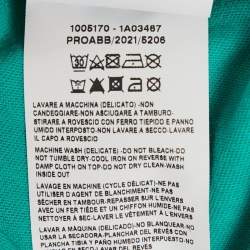 1005170 - 1A03467
PROABB/2021/5206
LAVARE A MACCHINA (DELICATO) -NON
CANDEGGIARE-NON ASCIUGARE A TAMBURO-
STIRARE A ROVESCIO CON FERRO TIEPIDO E PANNO
UMIDO INTERPOSTO-NON LAVARE A SECCO-LAVARE
IL CAPO A ROVESCIO
MACHINE WASH (DELICATE)-DO NOT BLEACH-DO
NOT TUMBLE DRY-COOL IRON ON REVERSE WITH
DAMP CLOTH ON TOP-DO NOT DRY CLEAN-WASH
INSIDE OUT
LAVAGE EN MACHINE (CYCLE DÉLICAT)-NE PAS
UTILISER D'AGENT BLANCHISSANT-NE PAS
SÉCHER EN SÈCHE-LINGE-REPASSER SUR L'ENVERS
AVEC UN FER TIÈDE ET UN CHIFFON HUMIDE-NE PAS
NETTOYER À SEC-LAVER LE VÊTEMENT À
L'ENVERS
LAVAR A MÁQUINA (DELICADO)-NO BLANQUEAR-NO
USAR LA SECADORA-PLANCHAR DEL REVÉS CON
PLANCHA TIBIA Y PAÑO HÚMEDO INTERPUESTO-NO